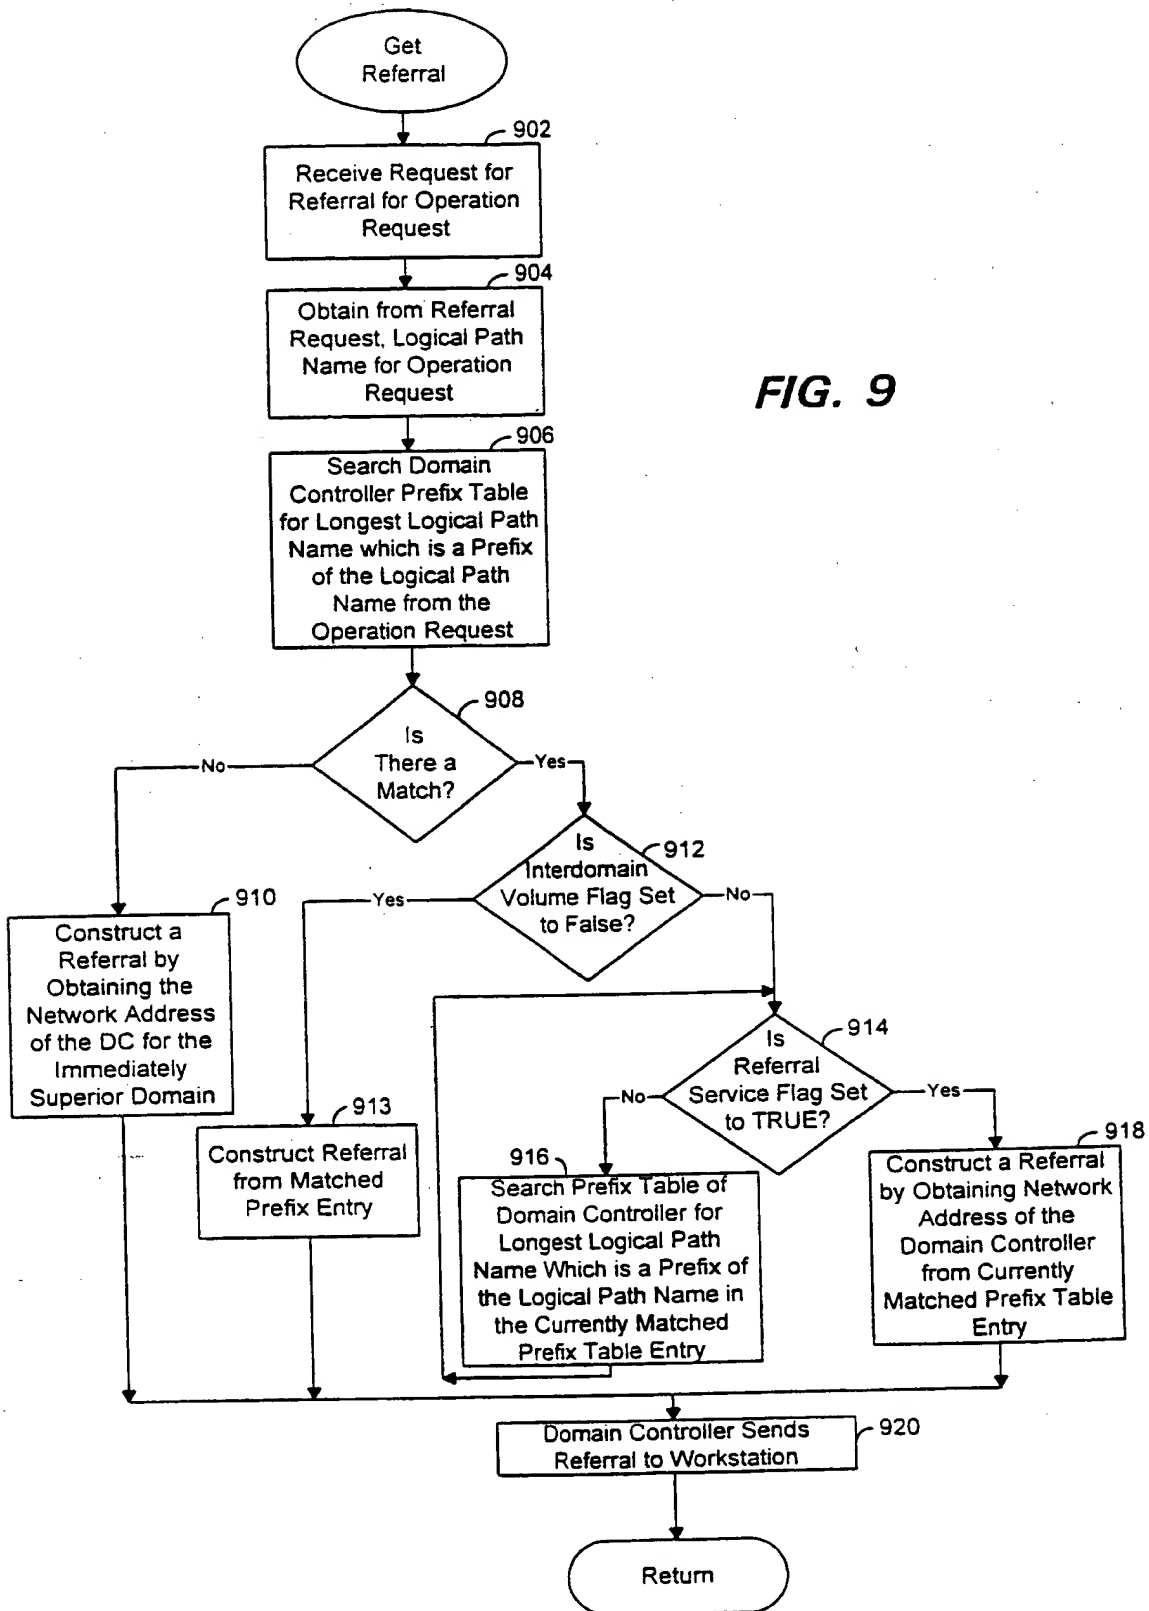 Get
Referral
902
Receive Request for
Referral for Operation
Request
904
Obtain from Referral
Request, Logical Path
Name for Operation
Request
FIG. 9
906
Search Domain
Controller Prefix Table
for Longest Logical Path
Name which is a Prefix
of the Logical Path
Name from the
Operation Request
908
Is
There a
Match?
No
Yes
912
Is
Interdomain
Volume Flag Set
to False?
Yes
No
910
Construct a
Referral by
Obtaining the
Network Address
of the DC for the
Immediately
Superior Domain
914
Is
Referral
Service Flag Set
to TRUE?
No
Yes
913
Construct Referral
from Matched
Prefix Entry
916
Search Prefix Table of
Domain Controller for
Longest Logical Path
Name Which is a Prefix of
the Logical Path Name in
the Currently Matched
Prefix Table Entry
918
Construct a Referral
by Obtaining Network
Address of the
Domain Controller
from Currently
Matched Prefix Table
Entry
920
Domain Controller Sends
Referral to Workstation
Return